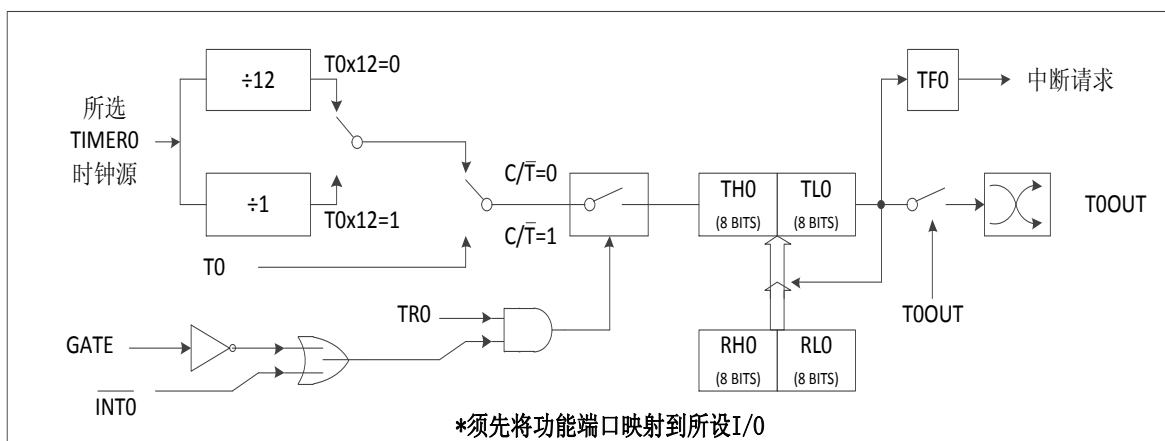 ÷12
T0x12=0
所选
TIMER0
时钟源
÷1
T0x12=1
T0
C/T̅=0
C/T̅=1
TH0
(8 BITS)
TL0
(8 BITS)
TF0
中断请求
T0OUT
T0OUT
TR0
GATE
I̅N̅T̅0̅
RH0
(8 BITS)
RL0
(8 BITS)
*须先将功能端口映射到所设I/O